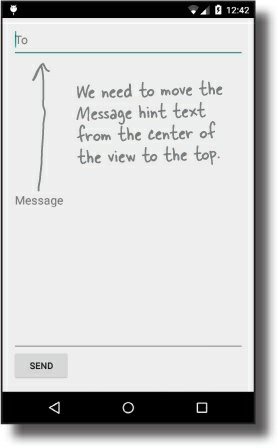 12:42
To
We need to move the
Message hint text
from the center of
the view to the top.
Message
SEND